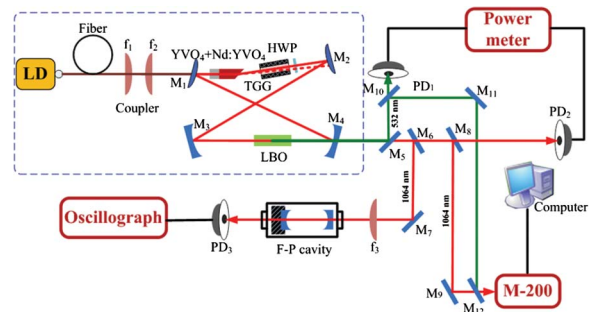 Fiber
f1 f2
LD
Coupler
YVO4+Nd:YVO4
HWP
TGG
M1
M2
M3
M4
LBO
Power
meter
M10
PD1
M11
532 nm
PD2
M5
M6
M8
1064 nm
1064 nm
Computer
Oscillograph
PD3
F-P cavity
f3
M7
M9
M12
M-200